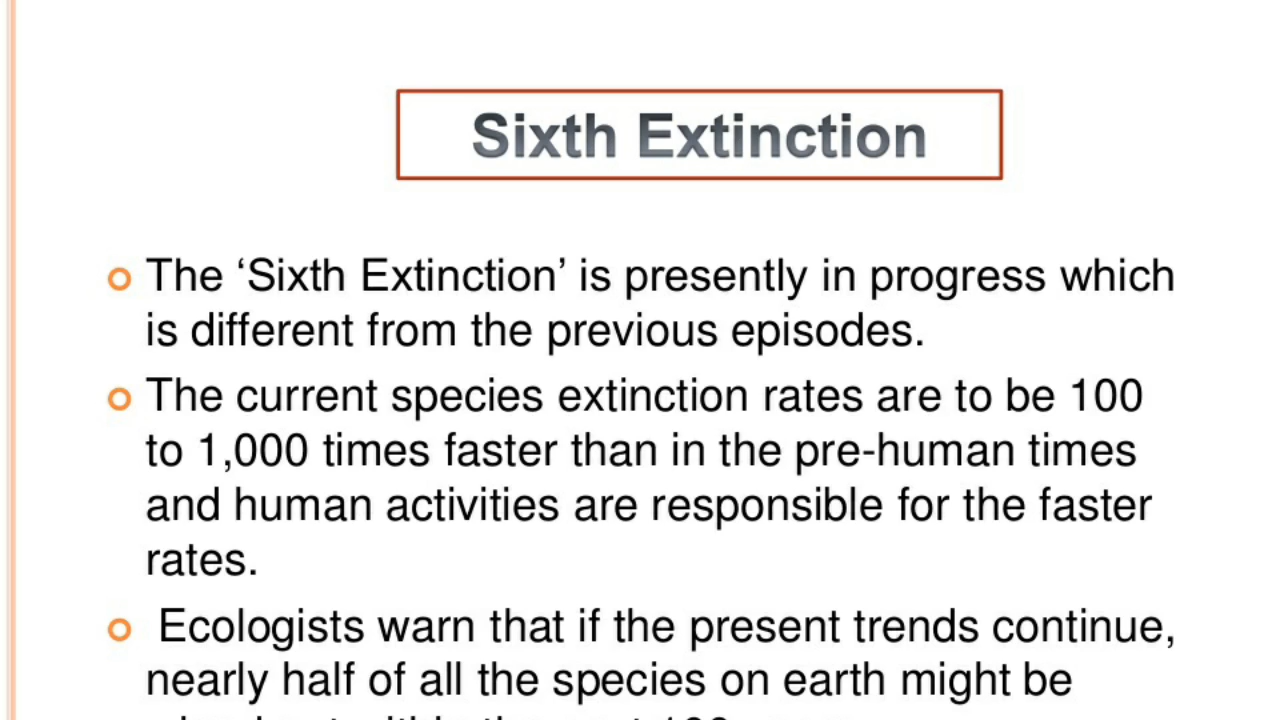 Sixth Extinction
The ‘Sixth Extinction’ is presently in progress which
is different from the previous episodes.
The current species extinction rates are to be 100
to 1,000 times faster than in the pre-human times
and human activities are responsible for the faster
rates.
Ecologists warn that if the present trends continue,
nearly half of all the species on earth might be